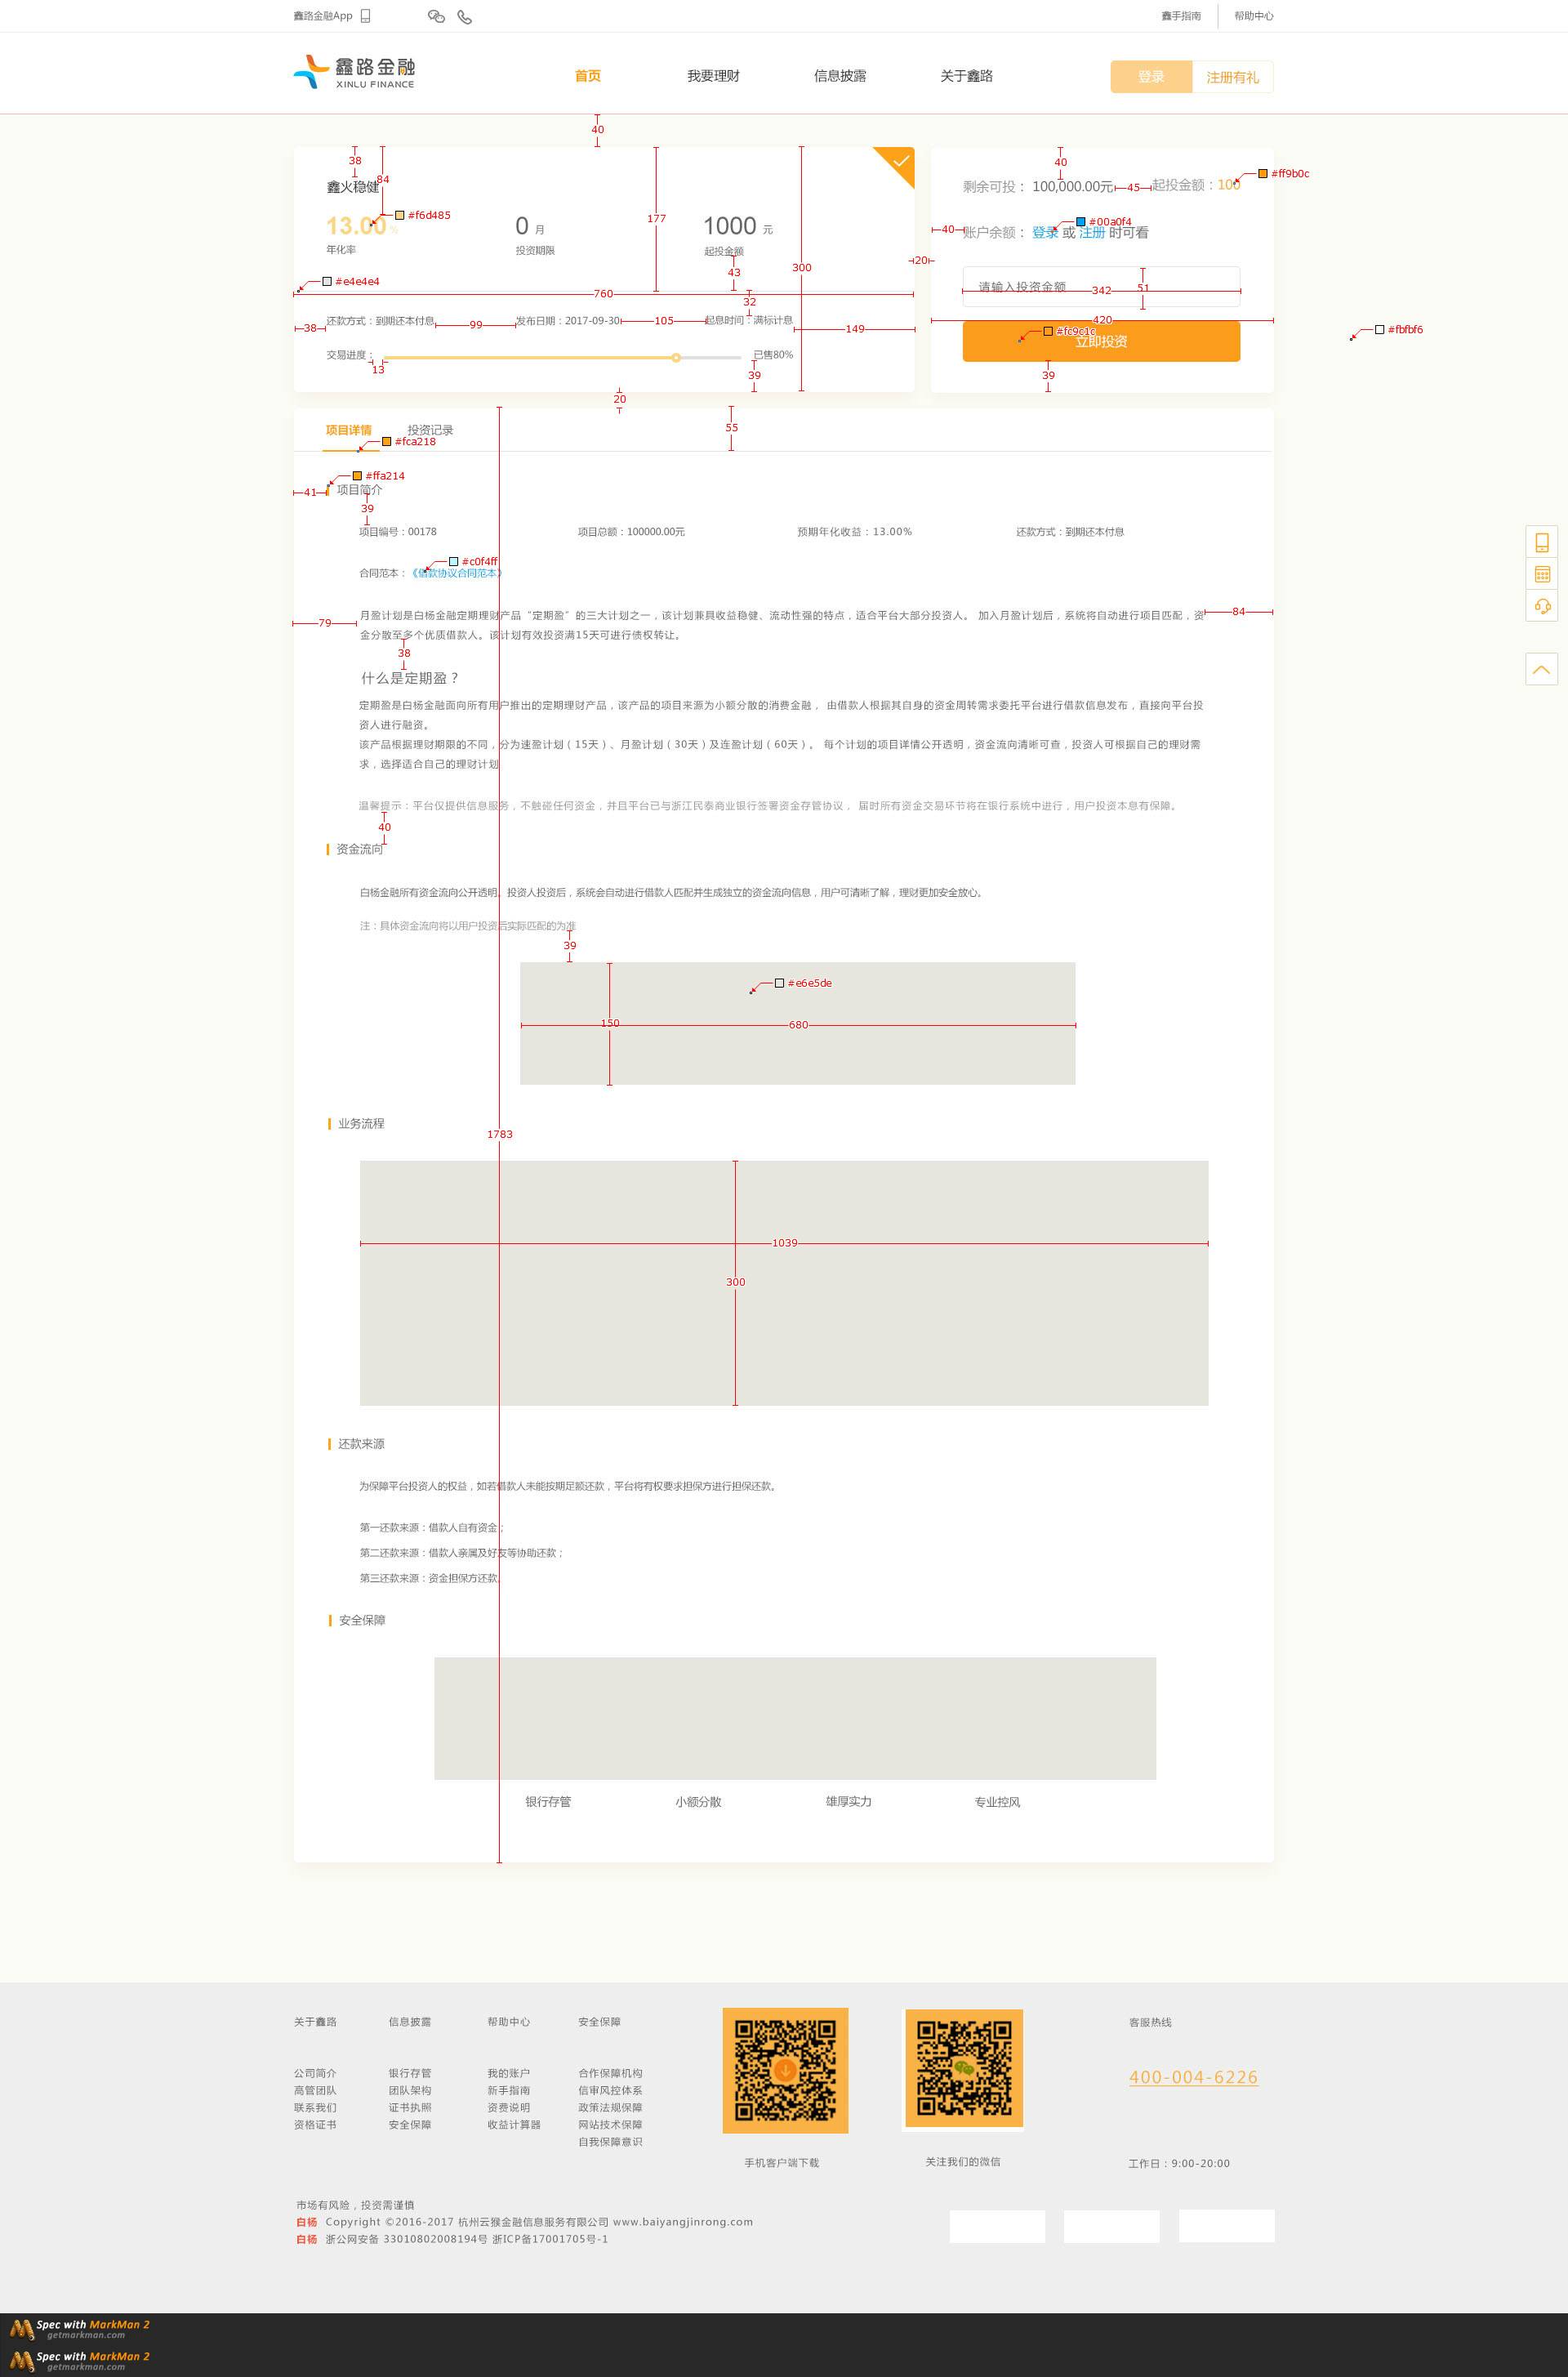 鑫路金融App
鑫手指南 帮助中心
鑫路金融
XINLU FINANCE
首页 我要理财 信息披露 关于鑫路 登录 注册有礼
40
38 84 40
鑫火稳健
剩余可投： 100,000.00元 45 起投金额：100 #ff9b0c
13.00 % #f6d485 0 月 177 1000 元
40 账户余额： 登录 或 注册 时可看 #00a0f4
年化率 投资期限 起投金额
43 300 20
#e4e4e4
请输入投资金额 342 51
760
32
38 还款方式：到期还本付息 99 发布日期：2017-09-30 105 起息时间：满标计息 149
420
#fc9c1c #fbfbf6
立即投资
交易进度： 已售80%
13 39 39
20
项目详情 投资记录 55
#fca218
#ffa214
41 项目简介
39
项目编号：00178 项目总额：100000.00元 预期年化收益：13.00% 还款方式：到期还本付息
#c0f4ff
合同范本：《借款协议合同范本》
月盈计划是白杨金融定期理财产品“定期盈”的三大计划之一，该计划兼具收益稳健、流动性强的特点，适合平台大部分投资人。 加入月盈计划后，系统将自动进行项目匹配，资
79 84
金分散至多个优质借款人。该计划有效投资满15天可进行债权转让。
38
什么是定期盈？
定期盈是白杨金融面向所有用户推出的定期理财产品，该产品的项目来源为小额分散的消费金融， 由借款人根据其自身的资金周转需求委托平台进行借款信息发布，直接向平台投
资人进行融资。
该产品根据理财期限的不同，分为速盈计划（15天）、月盈计划（30天）及连盈计划（60天）。 每个计划的项目详情公开透明，资金流向清晰可查，投资人可根据自己的理财需
求，选择适合自己的理财计划
温馨提示：平台仅提供信息服务，不触碰任何资金，并且平台已与浙江民泰商业银行签署资金存管协议， 届时所有资金交易环节将在银行系统中进行，用户投资本息有保障。
40
资金流向
白杨金融所有资金流向公开透明。投资人投资后，系统会自动进行借款人匹配并生成独立的资金流向信息，用户可清晰了解，理财更加安全放心。
注：具体资金流向将以用户投资后实际匹配的为准
39
#e6e5de
150 680
业务流程
1783
1039
300
还款来源
为保障平台投资人的权益，如若借款人未能按期足额还款，平台将有权要求担保方进行担保还款。
第一还款来源：借款人自有资金；
第二还款来源：借款人亲属及好友等协助还款；
第三还款来源：资金担保方还款。
安全保障
银行存管 小额分散 雄厚实力 专业控风
关于鑫路 信息披露 帮助中心 安全保障 客服热线
公司简介 银行存管 我的账户 合作保障机构
400-004-6226
高管团队 团队架构 新手指南 信审风控体系
联系我们 证书执照 资费说明 政策法规保障
资格证书 安全保障 收益计算器 网站技术保障
自我保障意识
手机客户端下载 关注我们的微信 工作日：9:00-20:00
市场有风险，投资需谨慎
白杨 Copyright ©2016-2017 杭州云猴金融信息服务有限公司 www.baiyangjinrong.com
白杨 浙公网安备 33010802008194号 浙ICP备17001705号-1
Spec with MarkMan 2
getmarkman.com
Spec with MarkMan 2
getmarkman.com